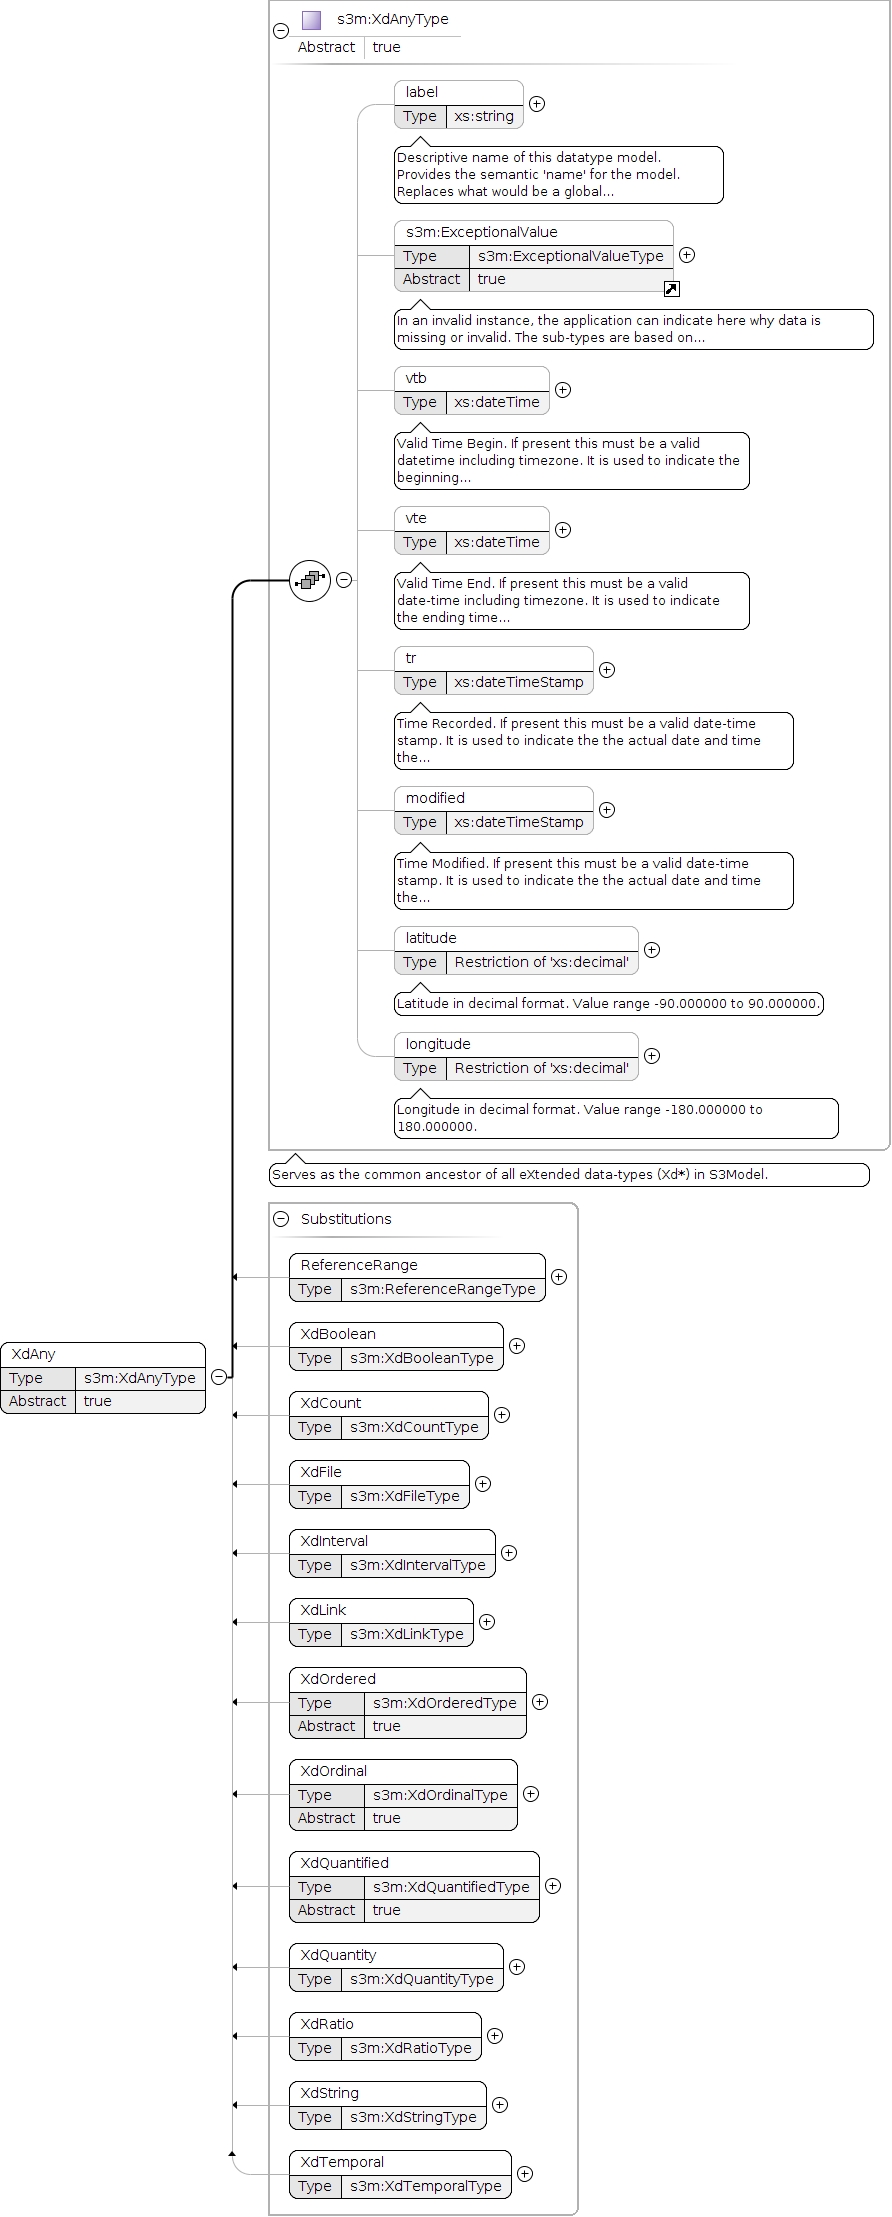 s3m:XdAnyType
Abstract true
label
Type xs:string
Descriptive name of this datatype model.
Provides the semantic 'name' for the model.
Replaces what would be a global...
s3m:ExceptionalValue
Type s3m:ExceptionalValueType
Abstract true
In an invalid instance, the application can indicate here why data is
missing or invalid. The sub-types are based on...
vtb
Type xs:dateTime
Valid Time Begin. If present this must be a valid
datetime including timezone. It is used to indicate the
beginning...
vte
Type xs:dateTime
Valid Time End. If present this must be a valid
date-time including timezone. It is used to indicate
the ending time...
tr
Type xs:dateTimeStamp
Time Recorded. If present this must be a valid date-time
stamp. It is used to indicate the the actual date and time
the...
modified
Type xs:dateTimeStamp
Time Modified. If present this must be a valid date-time
stamp. It is used to indicate the the actual date and time
the...
latitude
Type Restriction of 'xs:decimal'
Latitude in decimal format. Value range -90.000000 to 90.000000.
longitude
Type Restriction of 'xs:decimal'
Longitude in decimal format. Value range -180.000000 to
180.000000.
Serves as the common ancestor of all eXtended data-types (Xd*) in S3Model.
Substitutions
ReferenceRange
Type s3m:ReferenceRangeType
XdAny
Type s3m:XdAnyType
Abstract true
XdBoolean
Type s3m:XdBooleanType
XdCount
Type s3m:XdCountType
XdFile
Type s3m:XdFileType
XdInterval
Type s3m:XdIntervalType
XdLink
Type s3m:XdLinkType
XdOrdered
Type s3m:XdOrderedType
Abstract true
XdOrdinal
Type s3m:XdOrdinalType
Abstract true
XdQuantified
Type s3m:XdQuantifiedType
Abstract true
XdQuantity
Type s3m:XdQuantityType
XdRatio
Type s3m:XdRatioType
XdString
Type s3m:XdStringType
XdTemporal
Type s3m:XdTemporalType